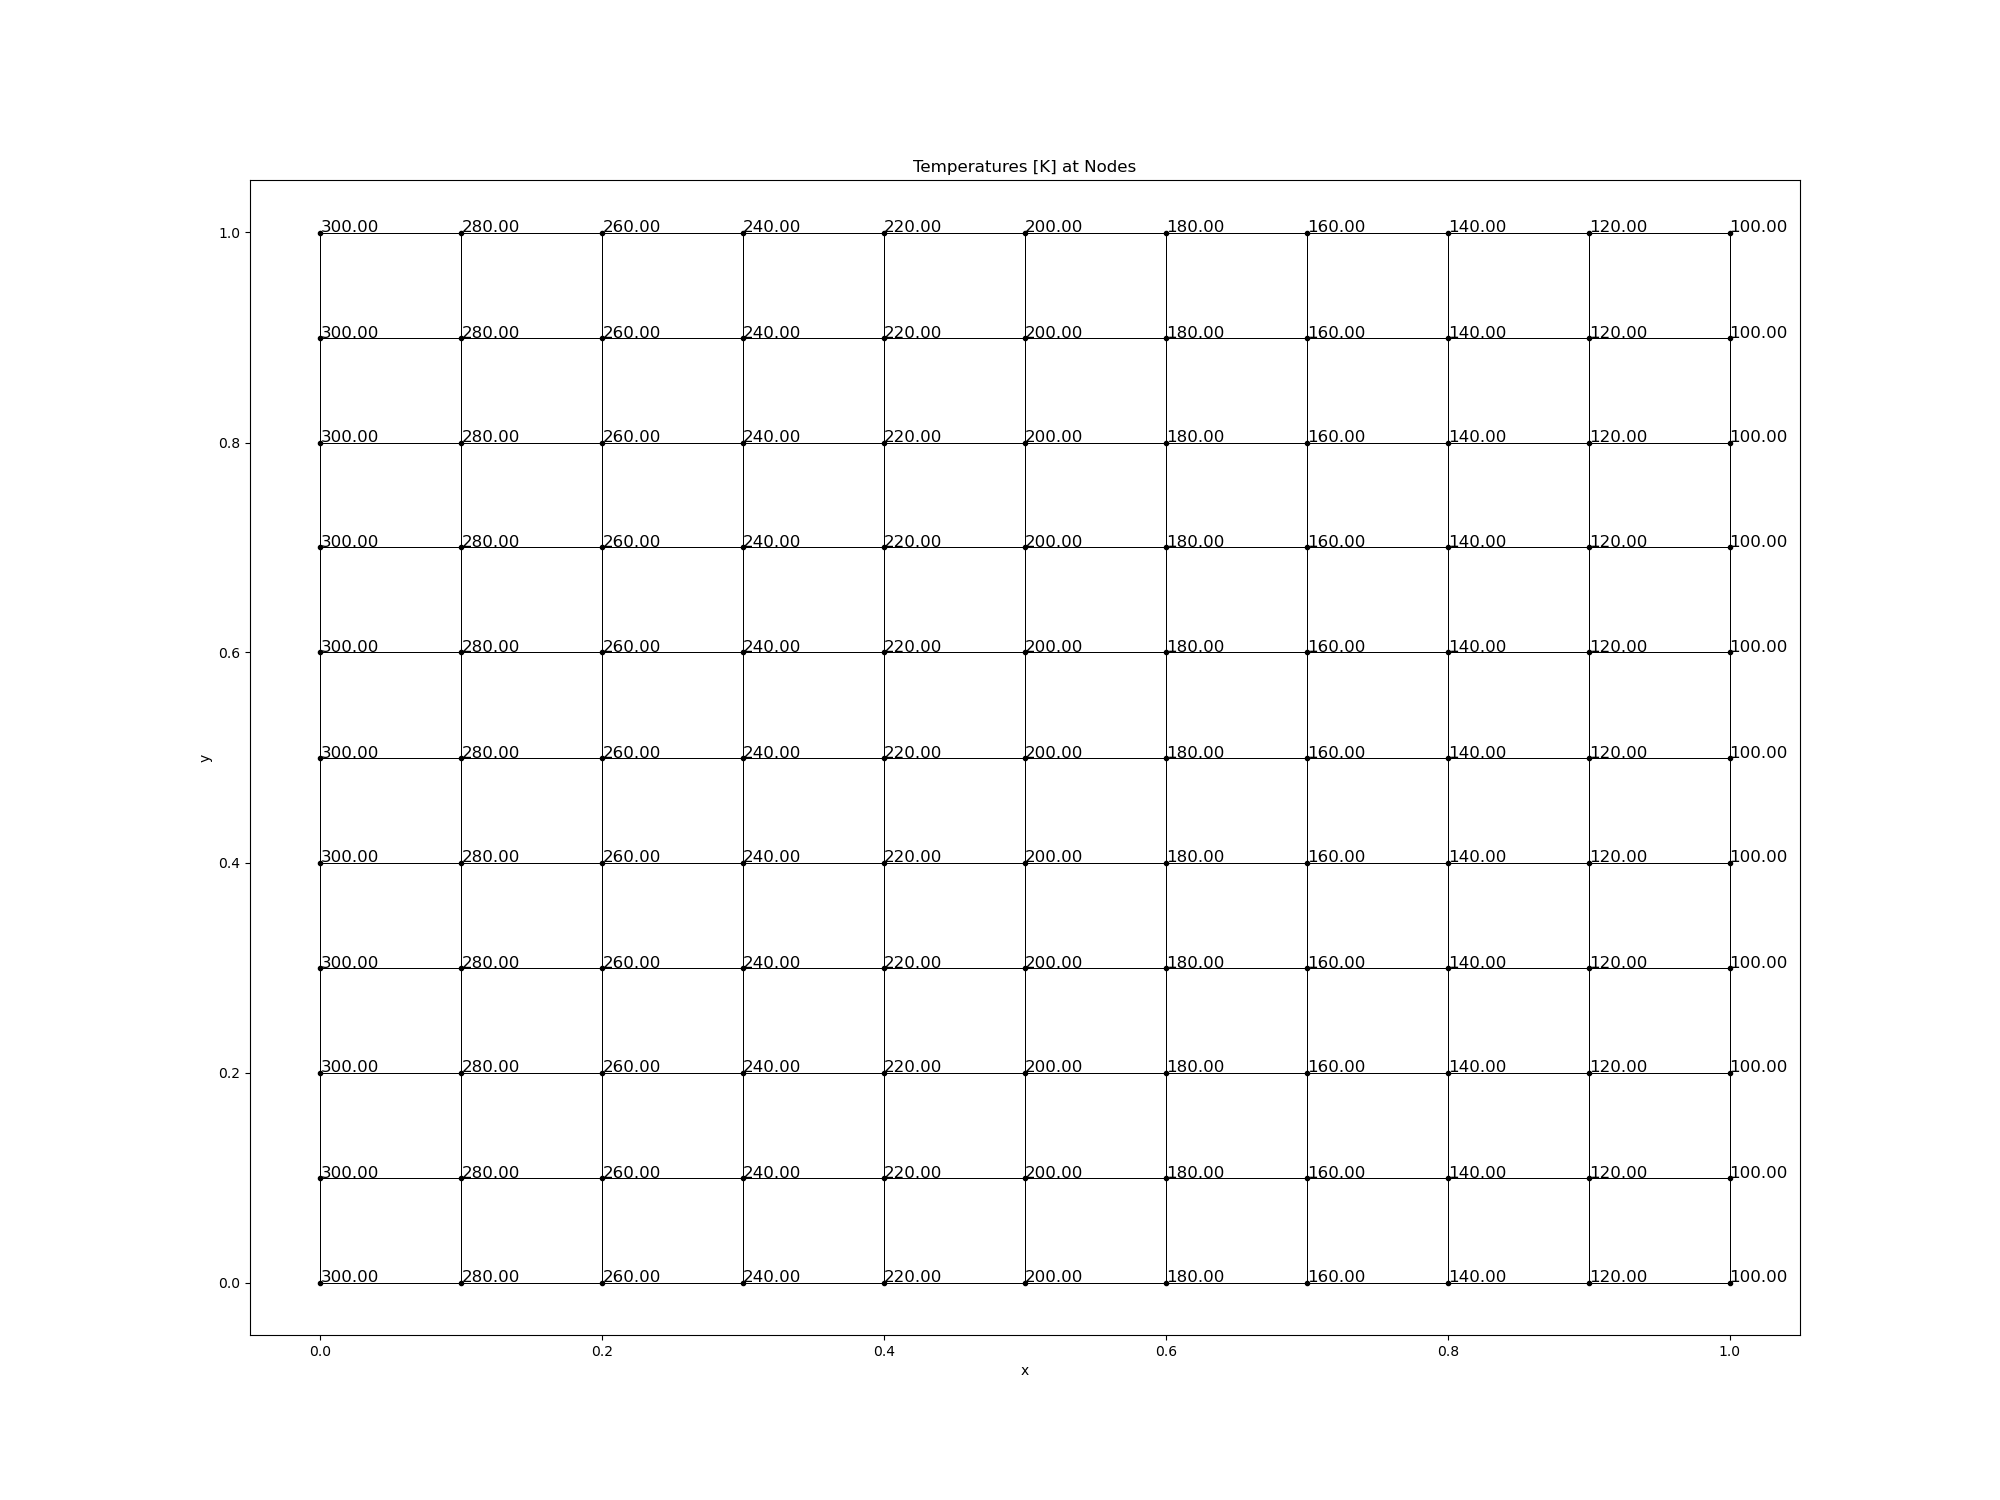 Temperatures [K] at Nodes
1.0 300.00 280.00 260.00 240.00 220.00 200.00 180.00 160.00 140.00 120.00 100.00
300.00 280.00 260.00 240.00 220.00 200.00 180.00 160.00 140.00 120.00 100.00
0.8 300.00 280.00 260.00 240.00 220.00 200.00 180.00 160.00 140.00 120.00 100.00
300.00 280.00 260.00 240.00 220.00 200.00 180.00 160.00 140.00 120.00 100.00
0.6 300.00 280.00 260.00 240.00 220.00 200.00 180.00 160.00 140.00 120.00 100.00
y 300.00 280.00 260.00 240.00 220.00 200.00 180.00 160.00 140.00 120.00 100.00
0.4 300.00 280.00 260.00 240.00 220.00 200.00 180.00 160.00 140.00 120.00 100.00
300.00 280.00 260.00 240.00 220.00 200.00 180.00 160.00 140.00 120.00 100.00
0.2 300.00 280.00 260.00 240.00 220.00 200.00 180.00 160.00 140.00 120.00 100.00
300.00 280.00 260.00 240.00 220.00 200.00 180.00 160.00 140.00 120.00 100.00
0.0 300.00 280.00 260.00 240.00 220.00 200.00 180.00 160.00 140.00 120.00 100.00
0.0 0.2 0.4 0.6 0.8 1.0
x